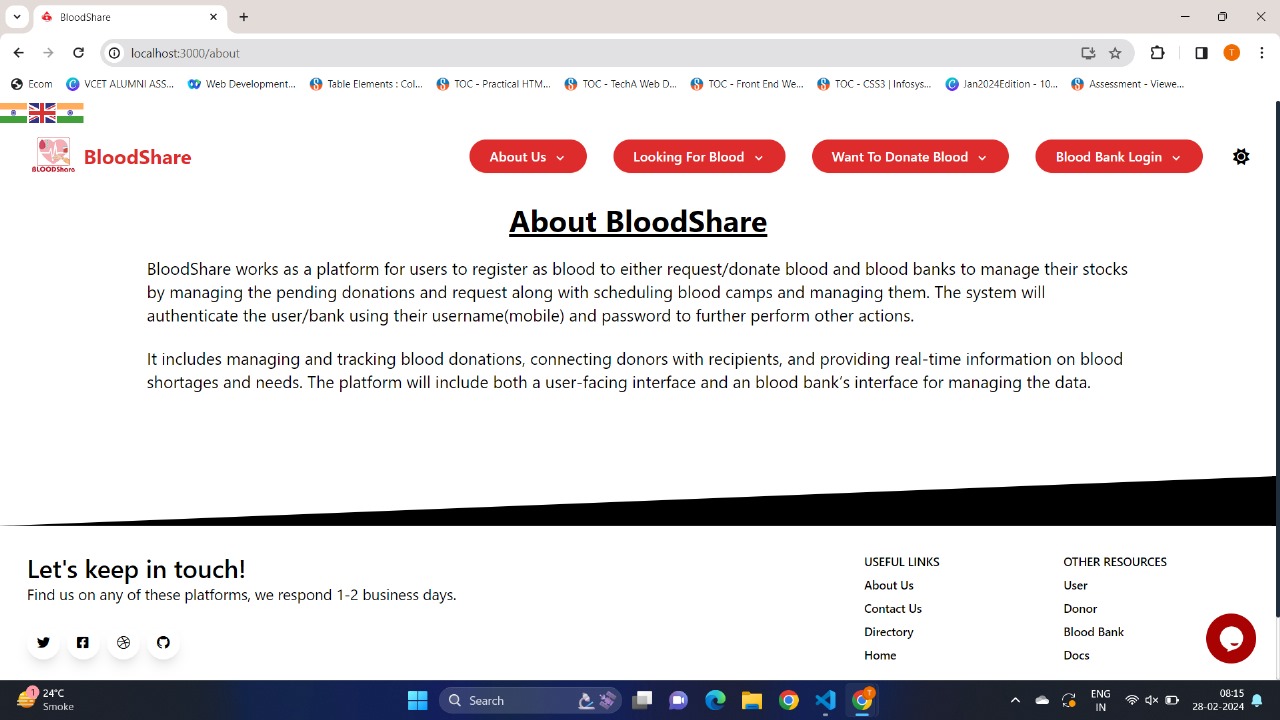 BloodShare
localhost:3000/about
Ecom
VCET ALUMNI ASS...
Web Development...
Table Elements : Col...
TOC - Practical HTM...
TOC - TechA Web D...
TOC - Front End We...
TOC - CSS3 | Infosys...
Jan2024Edition - 10...
Assessment - Viewe...
BLOODShare
BloodShare
About Us
Looking For Blood
Want To Donate Blood
Blood Bank Login
About BloodShare
BloodShare works as a platform for users to register as blood to either request/donate blood and blood banks to manage their stocks
by managing the pending donations and request along with scheduling blood camps and managing them. The system will
authenticate the user/bank using their username(mobile) and password to further perform other actions.
It includes managing and tracking blood donations, connecting donors with recipients, and providing real-time information on blood
shortages and needs. The platform will include both a user-facing interface and an blood bank's interface for managing the data.
Let's keep in touch!
Find us on any of these platforms, we respond 1-2 business days.
USEFUL LINKS
About Us
Contact Us
Directory
Home
OTHER RESOURCES
User
Donor
Blood Bank
Docs
1
24°C
Smoke
Search
T
T
ENG
IN
08:15
28-02-2024